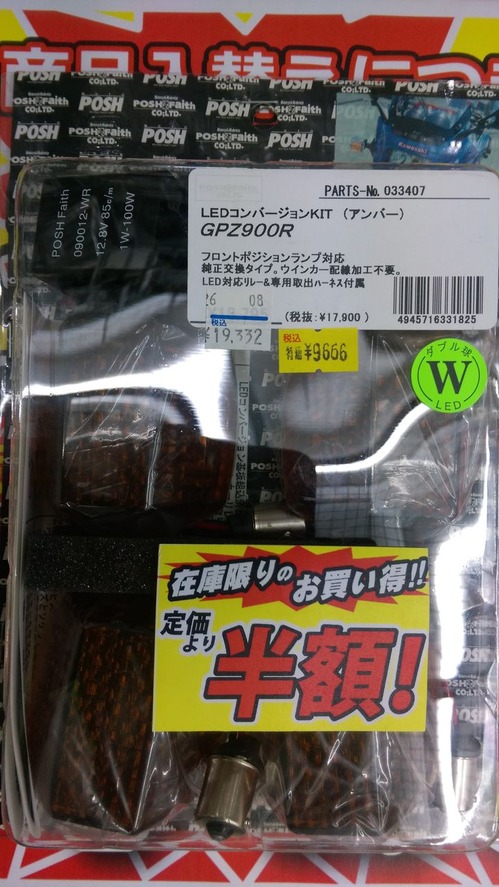 商品入替えにつき
POSH
POSH Faith
CO;LTD.
POSH Faith
090012-WR
12.8V 85c/m
1W-100W
PARTS-No. 033407
LEDコンバージョンKIT (アンバー)
GPZ900R
フロントポジションランプ対応
純正交換タイプ。ウインカー配線加工不要。
LED対応リレー&専用取出ハーネス付属
26 08
(税抜:¥17,900)
4945716331825
税込
¥19,332
税込
特価 ¥9666
ダブル球
W
LED
在庫限りのお買い得!!
定価より
半額!